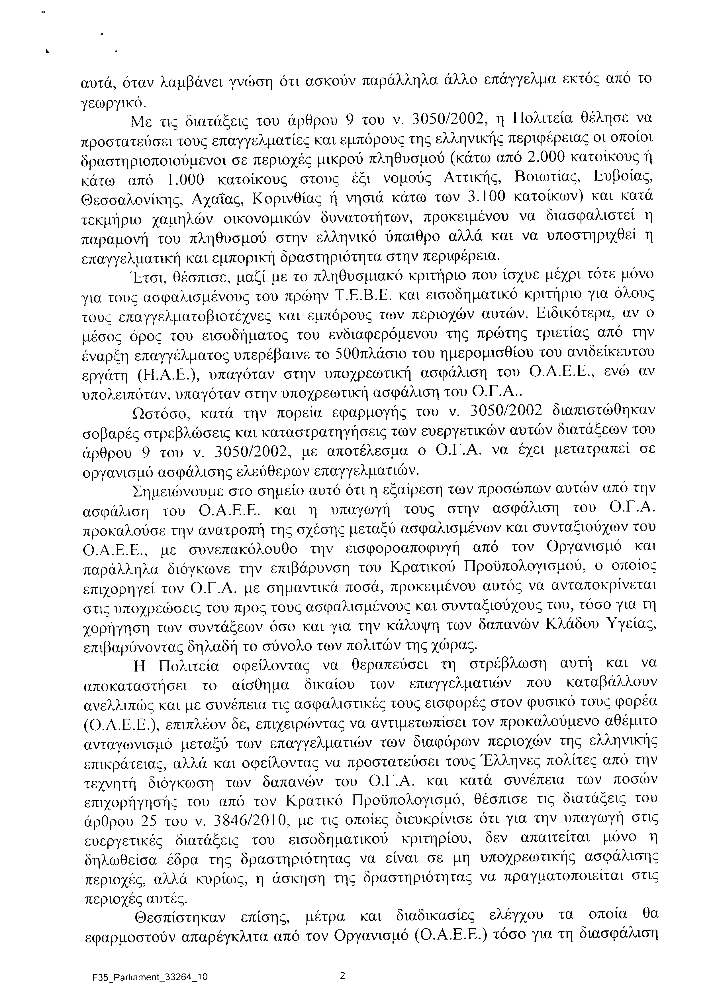 αυτά, όταν λαμβάνει γνώση ότι ασκούν παράλληλα άλλο επάγγελμα εκτός από το
γεωργικό.
Με τις διατάξεις του άρθρου 9 του ν. 3050/2002, η Πολιτεία θέλησε να
προστατεύσει τους επαγγελματίες και εμπόρους της ελληνικής περιφέρειας οι οποίοι
δραστηριοποιούμενοι σε περιοχές μικρού πληθυσμού (κάτω από 2.000 κατοίκους ή
κάτω από 1.000 κατοίκους στους έξι νομούς Αττικής, Βοιωτίας, Ευβοίας,
Θεσσαλονίκης, Αχαΐας, Κορινθίας ή νησιά κάτω των 3.100 κατοίκων) και κατά
τεκμήριο χαμηλών οικονομικών δυνατοτήτων, προκειμένου να διασφαλιστεί η
παραμονή του πληθυσμού στην ελληνικό ύπαιθρο αλλά και να υποστηριχθεί η
επαγγελματική και εμπορική δραστηριότητα στην περιφέρεια.
Έτσι, θέσπισε, μαζί με το πληθυσμιακό κριτήριο που ίσχυε μέχρι τότε μόνο
για τους ασφαλισμένους του πρώην Τ.Ε.Β.Ε. και εισοδηματικό κριτήριο για όλους
τους επαγγελματοβιοτέχνες και εμπόρους των περιοχών αυτών. Ειδικότερα, αν ο
μέσος όρος του εισοδήματος του ενδιαφερόμενου της πρώτης τριετίας από την
έναρξη επαγγέλματος υπερέβαινε το 500πλάσιο του ημερομισθίου του ανιδείκευτου
εργάτη (Η.Α.Ε.), υπαγόταν στην υποχρεωτική ασφάλιση του Ο.Α.Ε.Ε., ενώ αν
υπολειπόταν, υπαγόταν στην υποχρεωτική ασφάλιση του Ο.Γ.Α..
Ωστόσο, κατά την πορεία εφαρμογής του ν. 3050/2002 διαπιστώθηκαν
σοβαρές στρεβλώσεις και καταστρατηγήσεις των ευεργετικών αυτών διατάξεων του
άρθρου 9 του ν. 3050/2002, με αποτέλεσμα ο Ο.Γ.Α. να έχει μετατραπεί σε
οργανισμό ασφάλισης ελεύθερων επαγγελματιών.
Σημειώνουμε στο σημείο αυτό ότι η εξαίρεση των προσώπων αυτών από την
ασφάλιση του Ο.Α.Ε.Ε. και η υπαγωγή τους στην ασφάλιση του Ο.Γ.Α.
προκαλούσε την ανατροπή της σχέσης μεταξύ ασφαλισμένων και συνταξιούχων του
Ο.Α.Ε.Ε., με συνεπακόλουθο την εισφοροαποφυγή από τον Οργανισμό και
παράλληλα διόγκωνε την επιβάρυνση του Κρατικού Προϋπολογισμού, ο οποίος
επιχορηγεί τον Ο.Γ.Α. με σημαντικά ποσά, προκειμένου αυτός να ανταποκρίνεται
στις υποχρεώσεις του προς τους ασφαλισμένους και συνταξιούχους του, τόσο για τη
χορήγηση των συντάξεων όσο και για την κάλυψη των δαπανών Κλάδου Υγείας,
επιβαρύνοντας δηλαδή το σύνολο των πολιτών της χώρας.
Η Πολιτεία οφείλοντας να θεραπεύσει τη στρέβλωση αυτή και να
αποκαταστήσει το αίσθημα δικαίου των επαγγελματιών που καταβάλλουν
ανελλιπώς και με συνέπεια τις ασφαλιστικές τους εισφορές στον φυσικό τους φορέα
(Ο.Α.Ε.Ε.), επιπλέον δε, επιχειρώντας να αντιμετωπίσει τον προκαλούμενο αθέμιτο
ανταγωνισμό μεταξύ των επαγγελματιών των διαφόρων περιοχών της ελληνικής
επικράτειας, αλλά και οφείλοντας να προστατεύσει τους Έλληνες πολίτες από την
τεχνητή διόγκωση των δαπανών του Ο.Γ.Α. και κατά συνέπεια των ποσών
επιχορήγησής του από τον Κρατικό Προϋπολογισμό, θέσπισε τις διατάξεις του
άρθρου 25 του ν. 3846/2010, με τις οποίες διευκρίνισε ότι για την υπαγωγή στις
ευεργετικές διατάξεις του εισοδηματικού κριτηρίου, δεν απαιτείται μόνο η
δηλωθείσα έδρα της δραστηριότητας να είναι σε μη υποχρεωτικής ασφάλισης
περιοχές, αλλά κυρίως, η άσκηση της δραστηριότητας να πραγματοποιείται στις
περιοχές αυτές.
Θεσπίστηκαν επίσης, μέτρα και διαδικασίες ελέγχου τα οποία θα
εφαρμοστούν απαρέγκλιτα από τον Οργανισμό (Ο.Α.Ε.Ε.) τόσο για τη διασφάλιση
F35_Parliament_33264_10
2